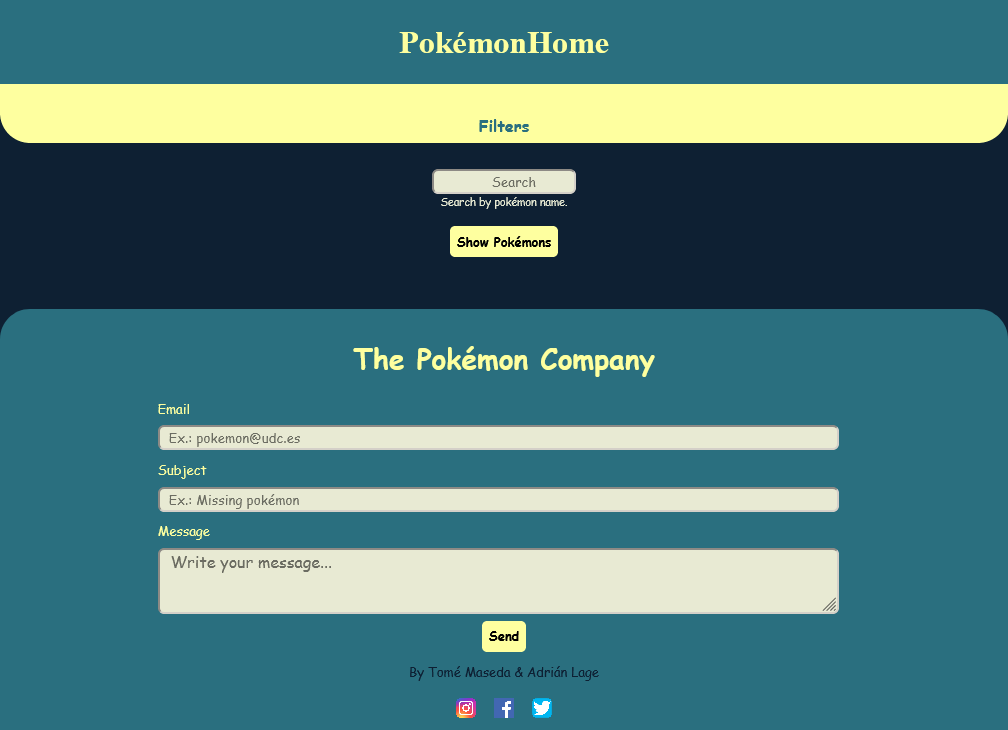 PokémonHome
Filters
Search
Search by pokémon name.
Show Pokémons
The Pokémon Company
Email
Ex.: pokemon@udc.es
Subject
Ex.: Missing pokémon
Message
Write your message...
Send
By Tomé Maseda & Adrián Lage